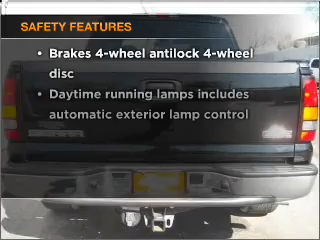 SAFETY FEATURES
• Brakes 4-wheel antilock 4-wheel
disc
• Daytime running lamps includes
automatic exterior lamp control